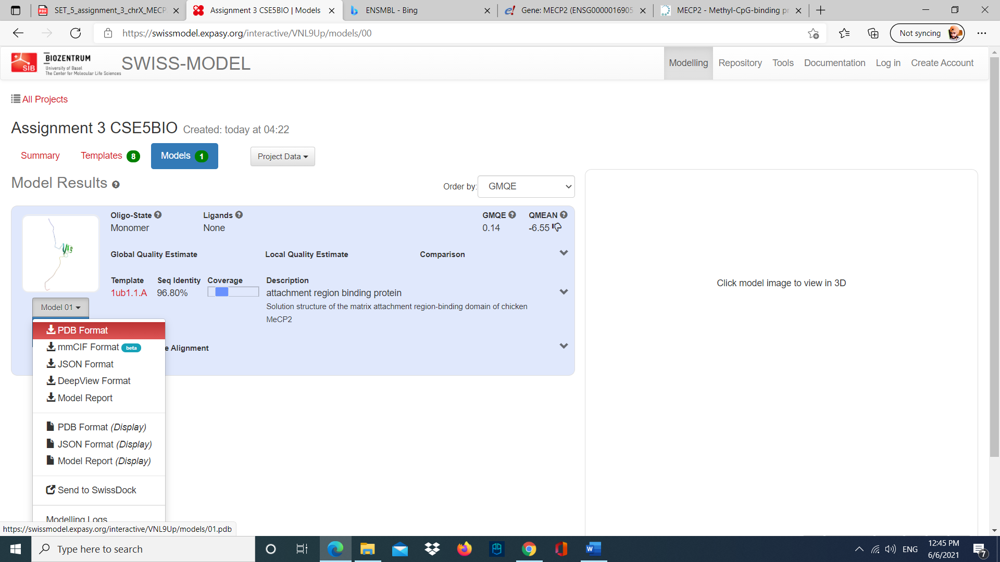 SET_5_assignment_3_chrX_MECP
Assignment 3 CSE5BIO | Models
ENSMBL - Bing
Gene: MECP2 (ENSG0000016905
MECP2 - Methyl-CpG-binding pr
https://swissmodel.expasy.org/interactive/VNL9Up/models/00
Not syncing
SIB
BIOZENTRUM
University of Basel
The Center for Molecular Life Sciences
SWISS-MODEL
Modelling Repository Tools Documentation Log in Create Account
All Projects
Assignment 3 CSE5BIO Created: today at 04:22
Summary Templates 8 Models 1 Project Data
Model Results
Order by: GMQE
Oligo-State Ligands GMQE QMEAN
Monomer None 0.14 -6.55
Global Quality Estimate Local Quality Estimate Comparison
Template Seq Identity Coverage Description
1ub1.1.A 96.80% attachment region binding protein
Solution structure of the matrix attachment region-binding domain of chicken
MeCP2
Click model image to view in 3D
Model 01
PDB Format
mmCIF Format beta
e Alignment
JSON Format
DeepView Format
Model Report
PDB Format (Display)
JSON Format (Display)
Model Report (Display)
Send to SwissDock
Modelling Logs
https://swissmodel.expasy.org/interactive/VNL9Up/models/01.pdb
Type here to search
ENG
12:45 PM
6/6/2021
7